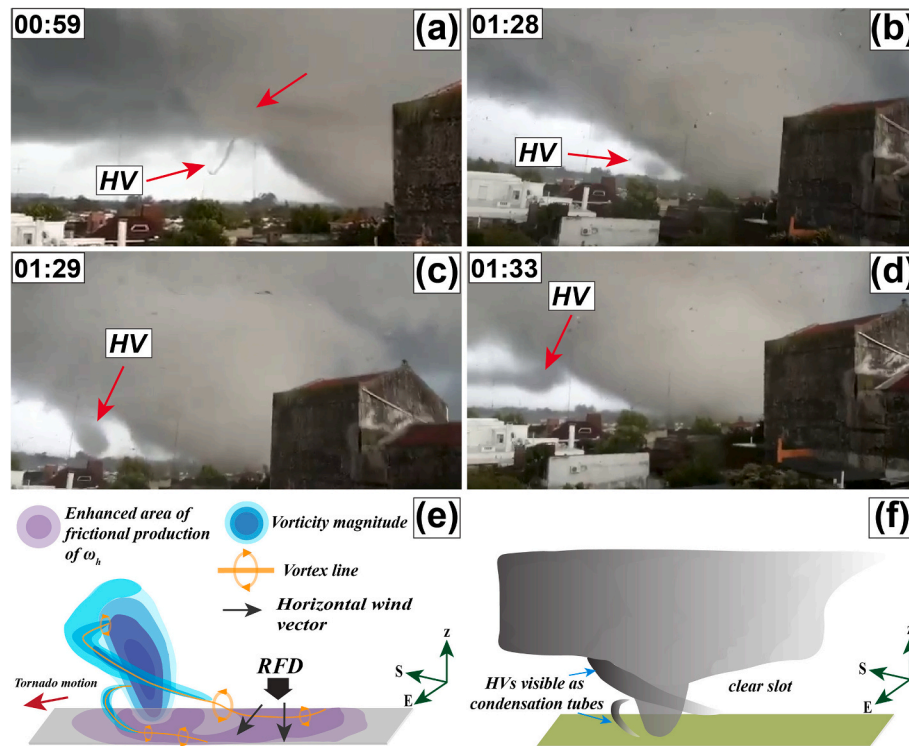 00:59
(a)
HV
01:28
(b)
HV
01:29
(c)
HV
01:33
(d)
HV
(e)
Enhanced area of
frictional production
of ωₕ
Vorticity magnitude
Vortex line
Horizontal wind
vector
RFD
Tornado motion
z
S
E
(f)
HVs visible as
condensation tubes
clear slot
z
S
E